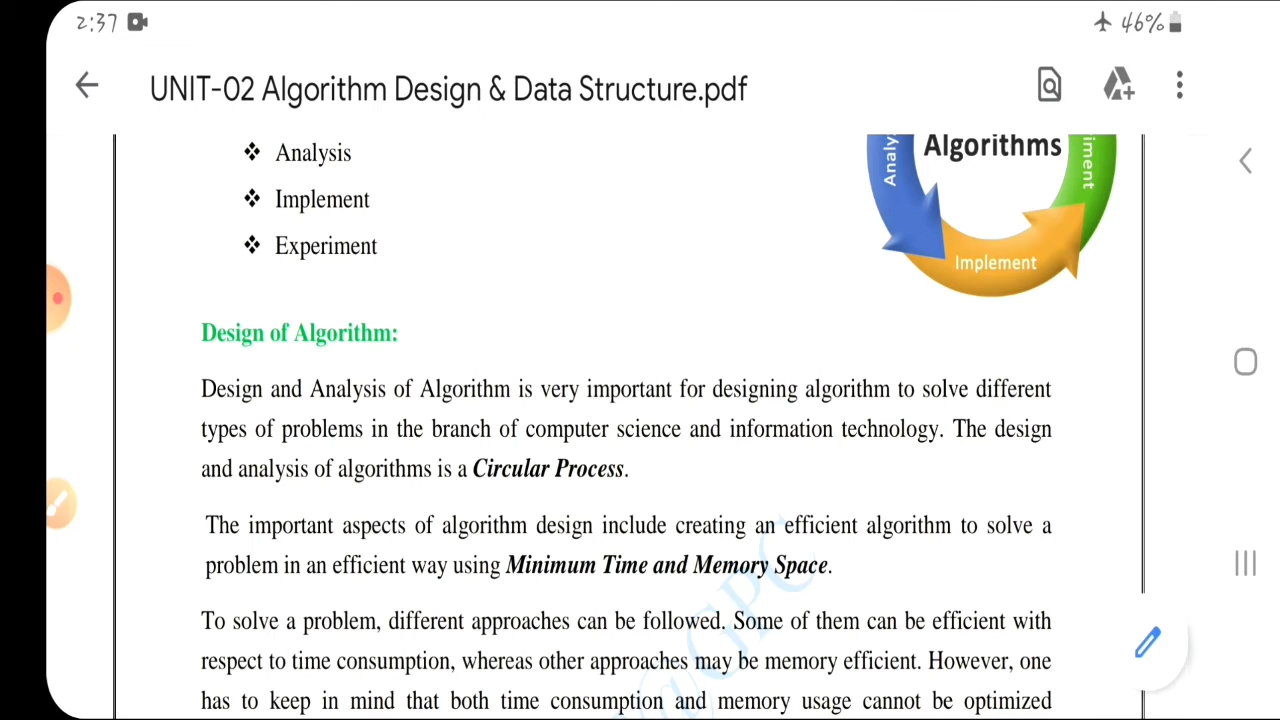 2:37
46%
UNIT-02 Algorithm Design & Data Structure.pdf
❖ Analysis
❖ Implement
❖ Experiment
Analy
Algorithms
iment
Implement
Design of Algorithm:
Design and Analysis of Algorithm is very important for designing algorithm to solve different
types of problems in the branch of computer science and information technology. The design
and analysis of algorithms is a Circular Process.
The important aspects of algorithm design include creating an efficient algorithm to solve a
problem in an efficient way using Minimum Time and Memory Space.
To solve a problem, different approaches can be followed. Some of them can be efficient with
respect to time consumption, whereas other approaches may be memory efficient. However, one
has to keep in mind that both time consumption and memory usage cannot be optimized
@GPC